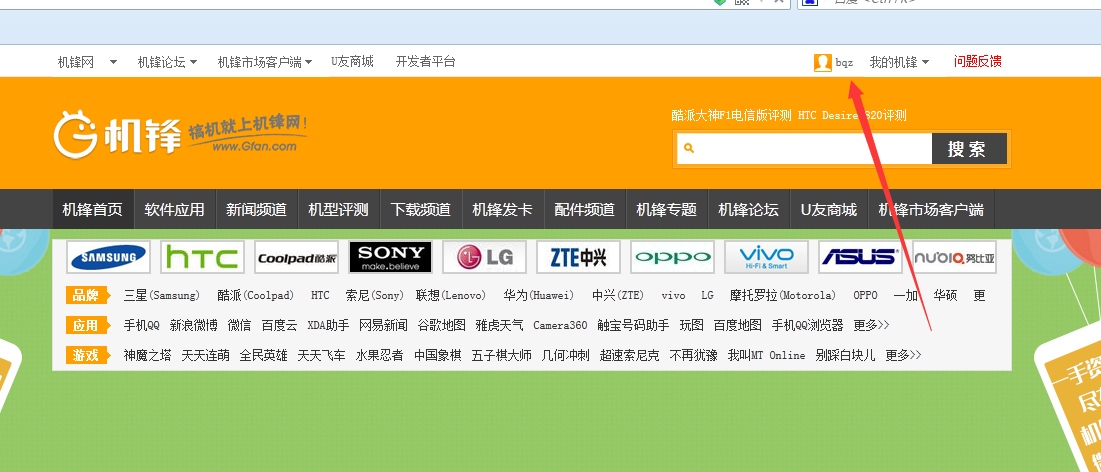 机锋网 机锋论坛 机锋市场客户端 U友商城 开发者平台 bqz 我的机锋 问题反馈
机锋 搞机就上机锋网!
www.Gfan.com
酷派大神F1电信版评测 HTC Desire 820评测
搜索
机锋首页 软件应用 新闻频道 机型评测 下载频道 机锋发卡 配件频道 机锋专题 机锋论坛 U友商城 机锋市场客户端
SAMSUNG hTC Coolpad酷派 SONY make.believe LG ZTE中兴 oppo vivo Hi-Fi & Smart ASUS nubia 努比亚
品牌 三星(Samsung) 酷派(Coolpad) HTC 索尼(Sony) 联想(Lenovo) 华为(Huawei) 中兴(ZTE) vivo LG 摩托罗拉(Motorola) OPPO 一加 华硕 更
应用 手机QQ 新浪微博 微信 百度云 XDA助手 网易新闻 谷歌地图 雅虎天气 Camera360 触宝号码助手 玩图 百度地图 手机QQ浏览器 更多>>
游戏 神魔之塔 天天连萌 全民英雄 天天飞车 水果忍者 中国象棋 五子棋大师 几何冲刺 超速索尼克 不再犹豫 我叫MT Online 别踩白块儿 更多>>
一手资
尽
机